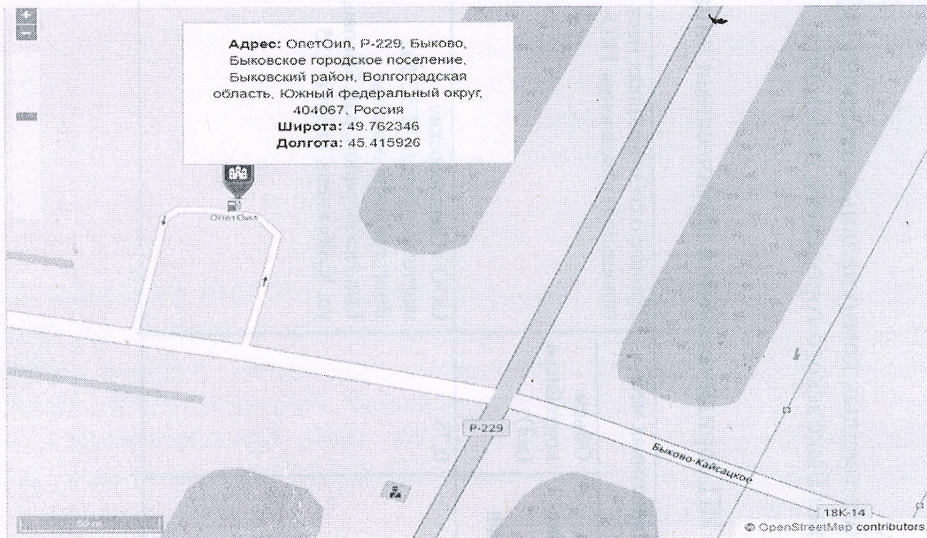 +
−
Адрес: ОпетОил, Р-229, Быково,
Быковское городское поселение,
Быковский район, Волгоградская
область, Южный федеральный округ,
404067, Россия
Широта: 49.762346
Долгота: 45.415926
ОпетОил
Р-229
Быково-Кайсацкое
18К-14
© OpenStreetMap contributors.